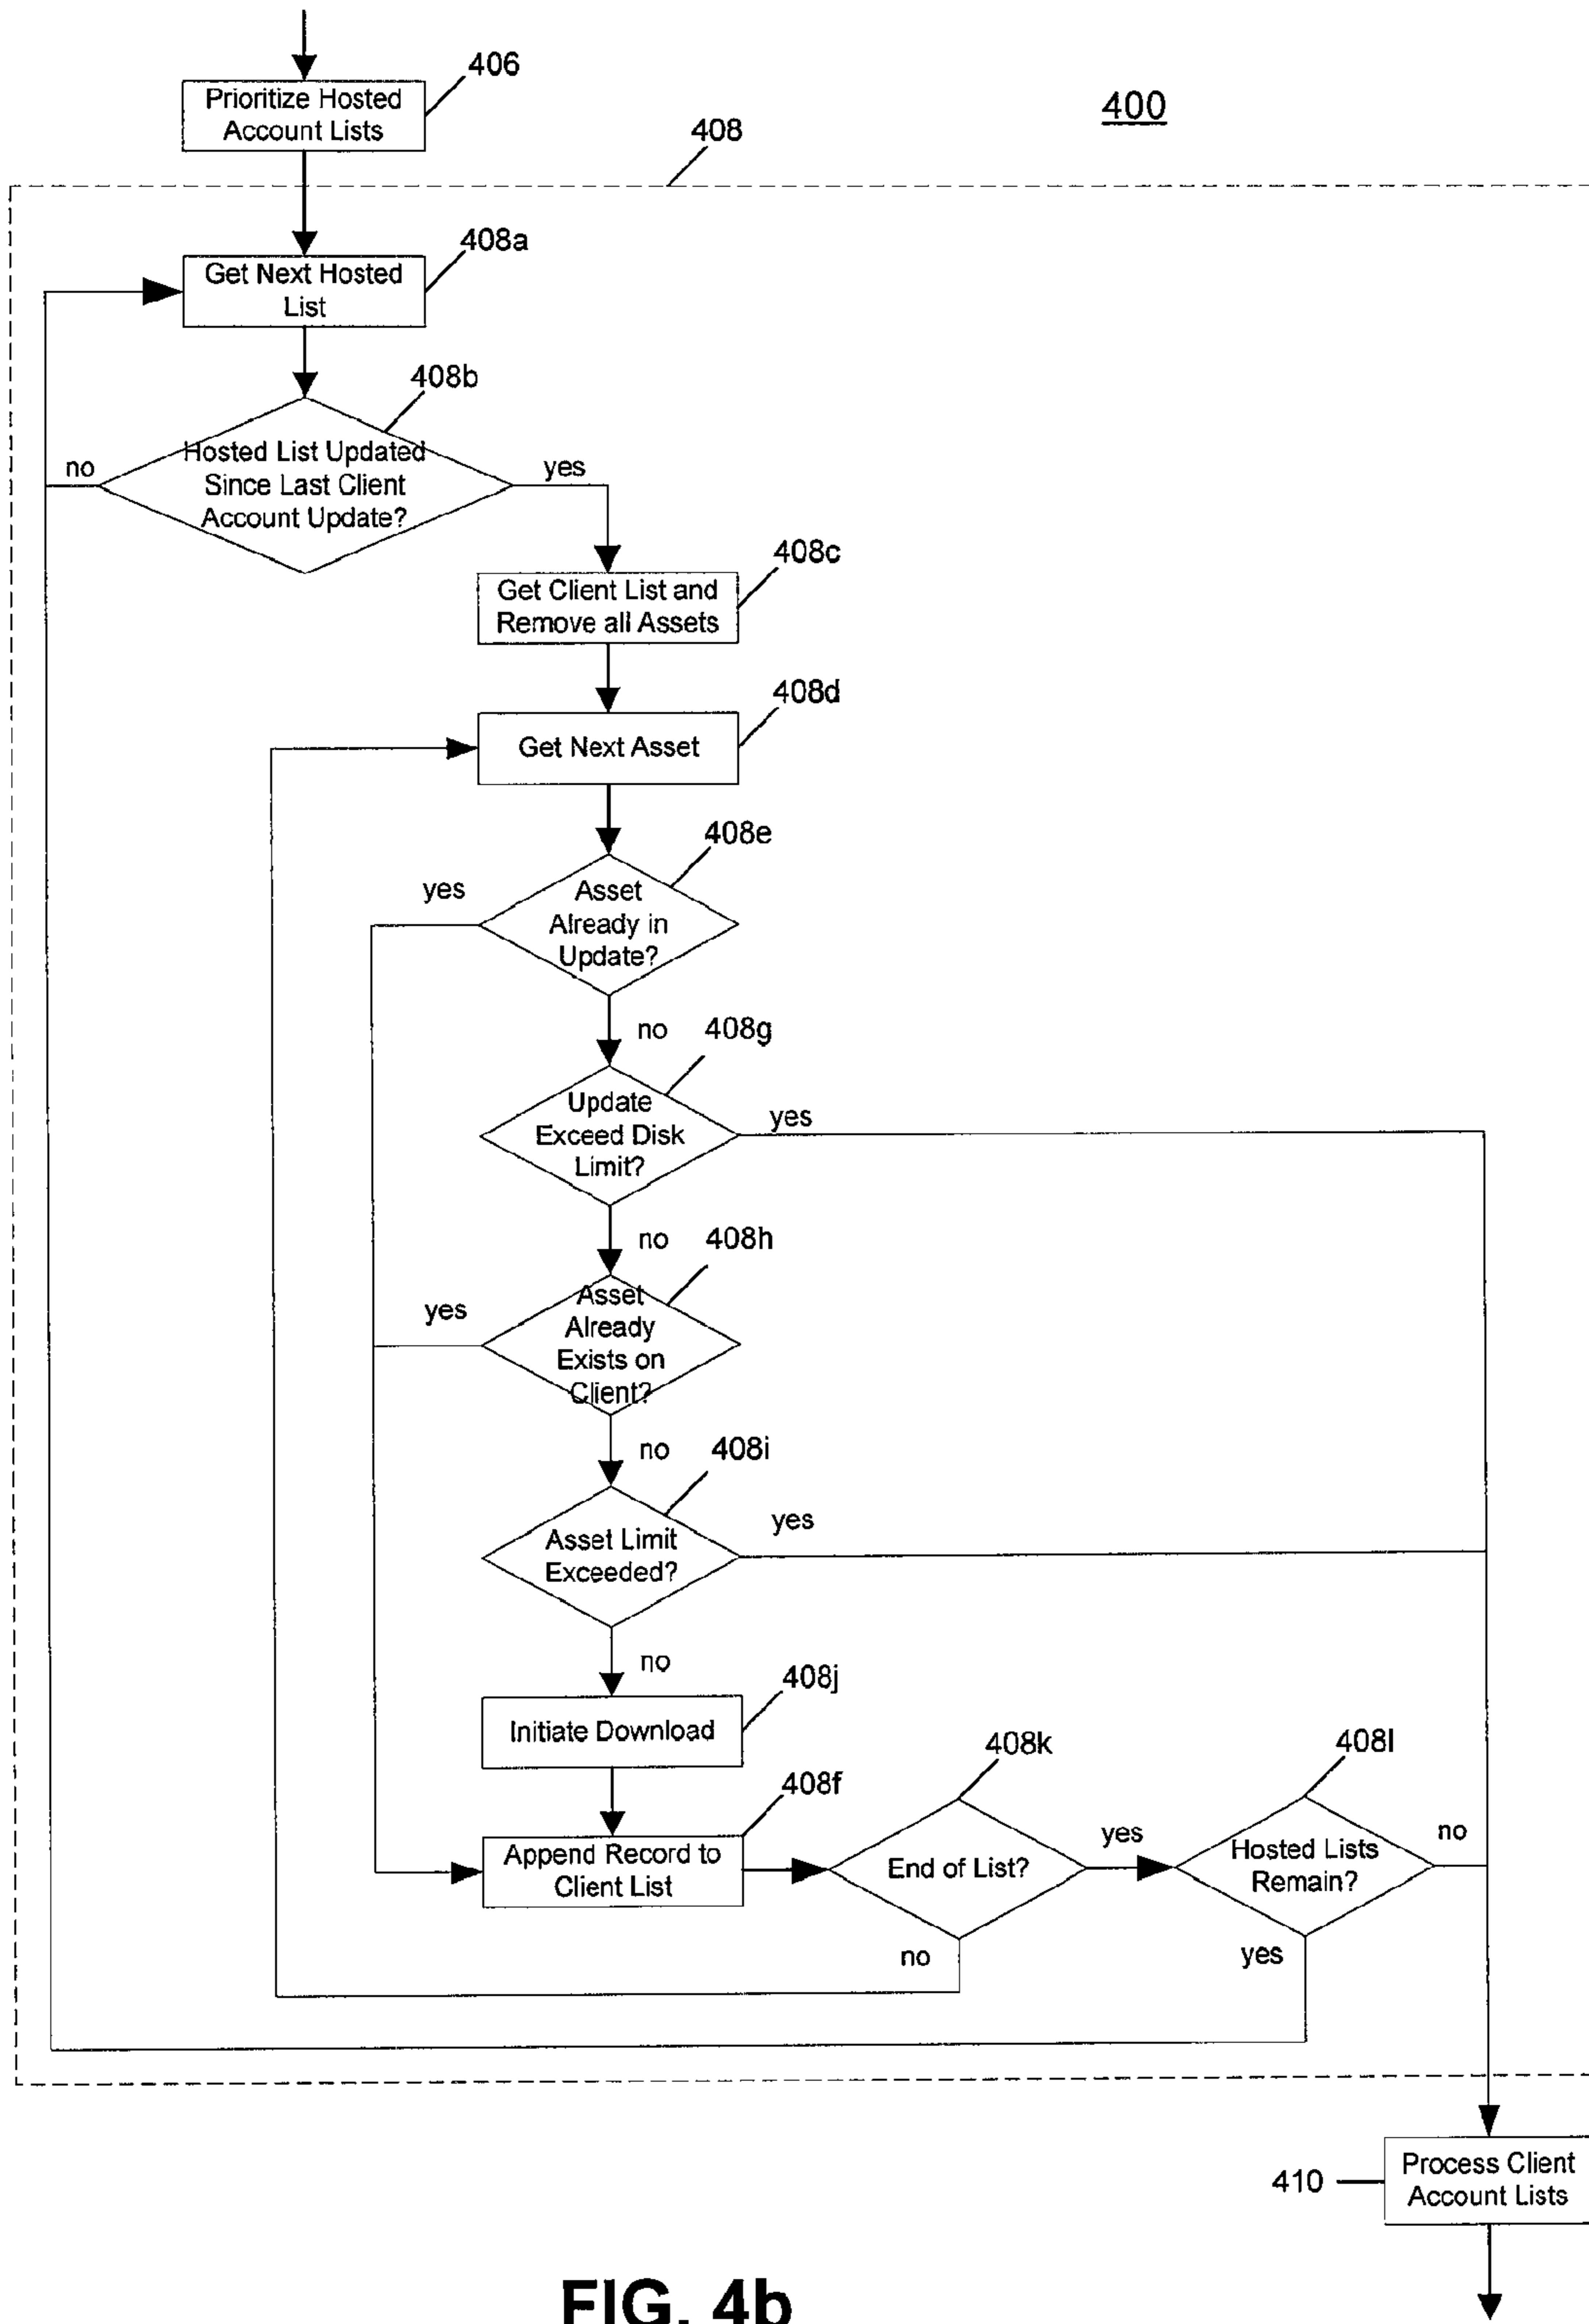 406
Prioritize Hosted
Account Lists
400
408
408a
Get Next Hosted
List
408b
Hosted List Updated
Since Last Client
Account Update?
no
yes
408c
Get Client List and
Remove all Assets
408d
Get Next Asset
408e
yes
Asset
Already in
Update?
no
408g
Update
Exceed Disk
Limit?
yes
no
408h
yes
Asset
Already
Exists on
Client?
no
408i
Asset Limit
Exceeded?
yes
no
408j
Initiate Download
408f
Append Record to
Client List
408k
End of List?
yes
no
408l
Hosted Lists
Remain?
no
yes
410
Process Client
Account Lists
FIG. 4b